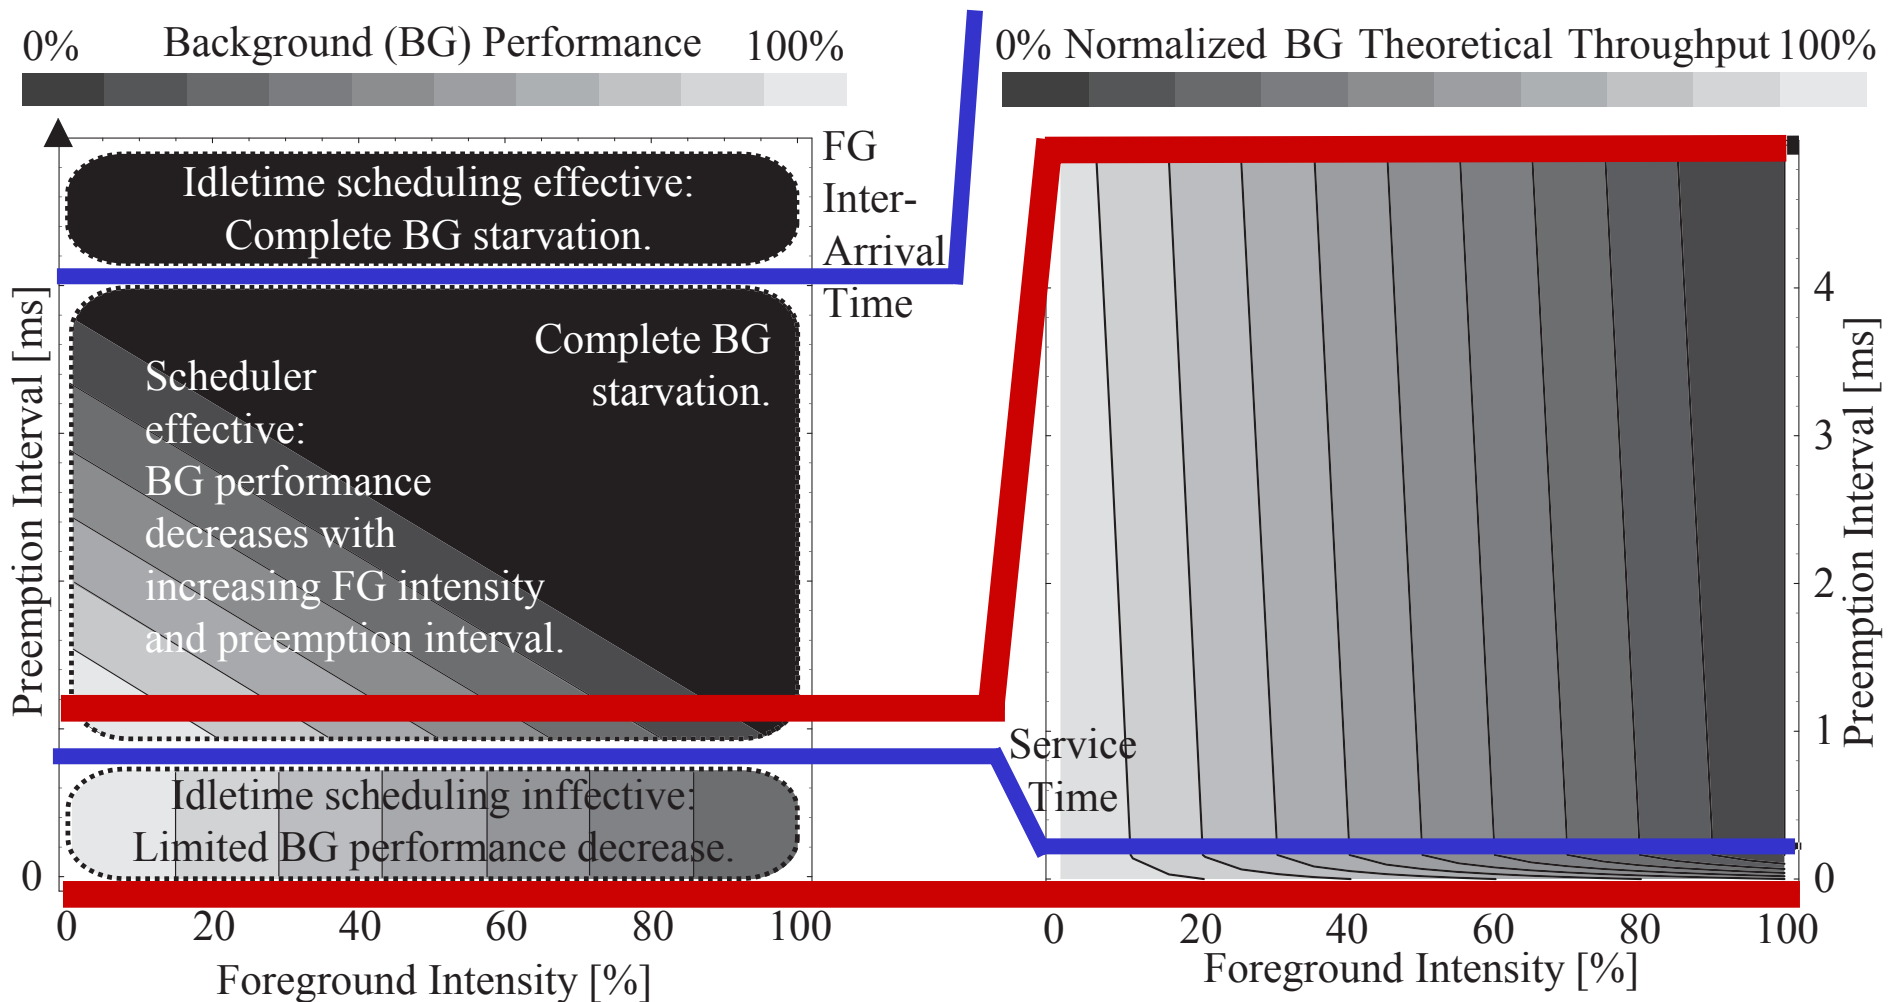 0% Background (BG) Performance 100%
Idletime scheduling effective:
Complete BG starvation.
FG
Inter-
Arrival
Time
Complete BG
starvation.
Scheduler
effective:
BG performance
decreases with
increasing FG intensity
and preemption interval.
Idletime scheduling inffective:
Limited BG performance decrease.
Preemption Interval [ms]
0
0 20 40 60 80 100
Foreground Intensity [%]
0% Normalized BG Theoretical Throughput 100%
Service
Time
4
3
2
1
0
Preemption Interval [ms]
0 20 40 60 80 100
Foreground Intensity [%]